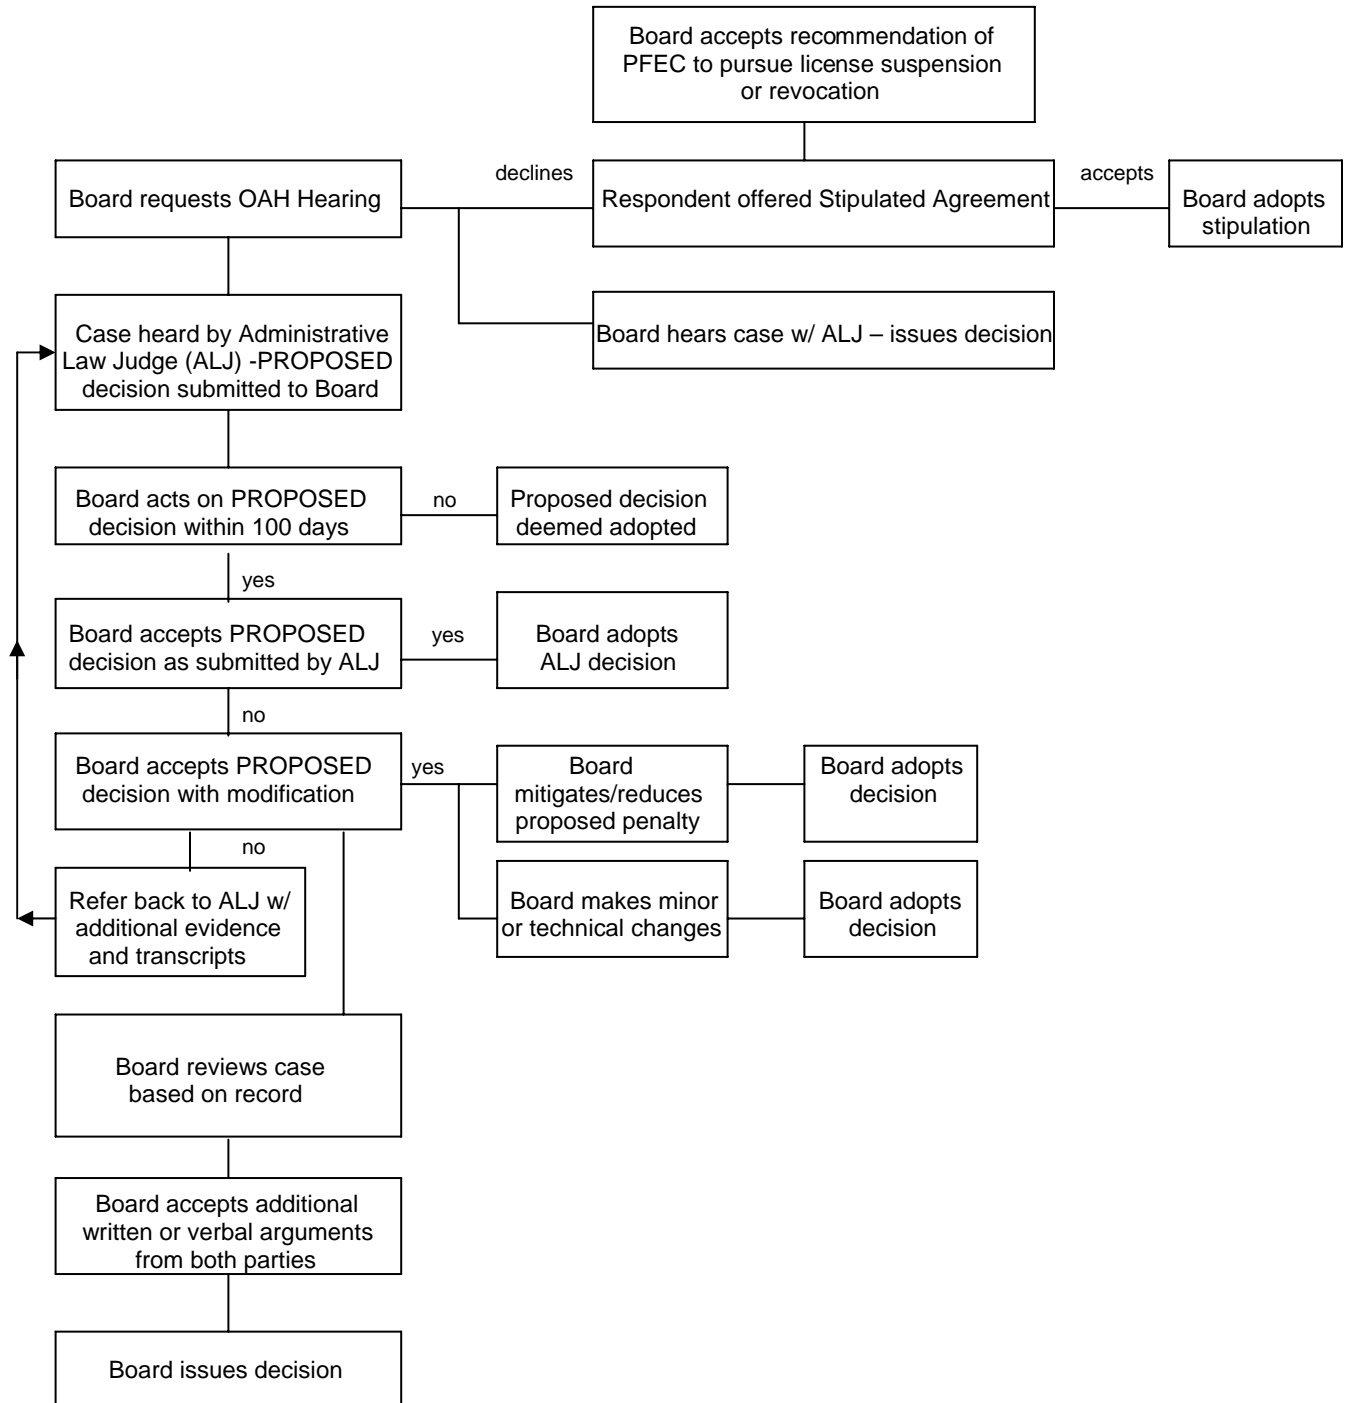 Board accepts recommendation of
PFEC to pursue license suspension
or revocation
Board requests OAH Hearing
declines
Respondent offered Stipulated Agreement
accepts
Board adopts
stipulation
Case heard by Administrative
Law Judge (ALJ) -PROPOSED
decision submitted to Board
Board hears case w/ ALJ – issues decision
Board acts on PROPOSED
decision within 100 days
no
Proposed decision
deemed adopted
yes
Board accepts PROPOSED
decision as submitted by ALJ
yes
Board adopts
ALJ decision
no
Board accepts PROPOSED
decision with modification
yes
Board
mitigates/reduces
proposed penalty
Board adopts
decision
no
Refer back to ALJ w/
additional evidence
and transcripts
Board makes minor
or technical changes
Board adopts
decision
Board reviews case
based on record
Board accepts additional
written or verbal arguments
from both parties
Board issues decision